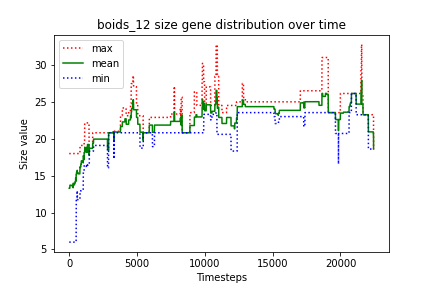 boids_12 size gene distribution over time
max
mean
min
Size value
35
30
25
20
15
10
5
0
5000
10000
15000
20000
Timesteps